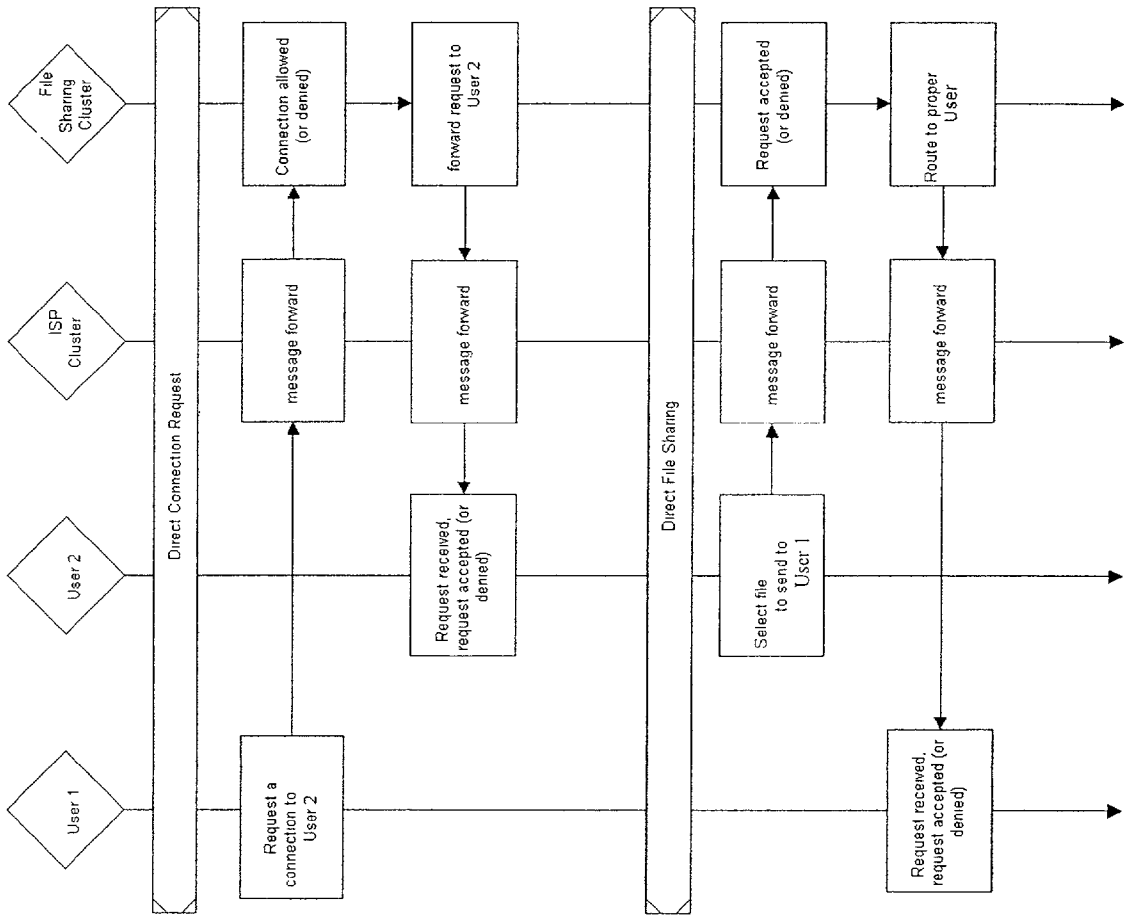 User 1
User 2
ISP
Cluster
File
Sharing
Cluster
Direct Connection Request
Request a
connection to
User 2
message forward
Connection allowed
(or denied)
Request received,
request accepted (or
denied)
message forward
forward request to
User 2
Direct File Sharing
Select file
to send to
User 1
message forward
Request accepted
(or denied)
Request received,
request accepted (or
denied)
message forward
Route to proper
User